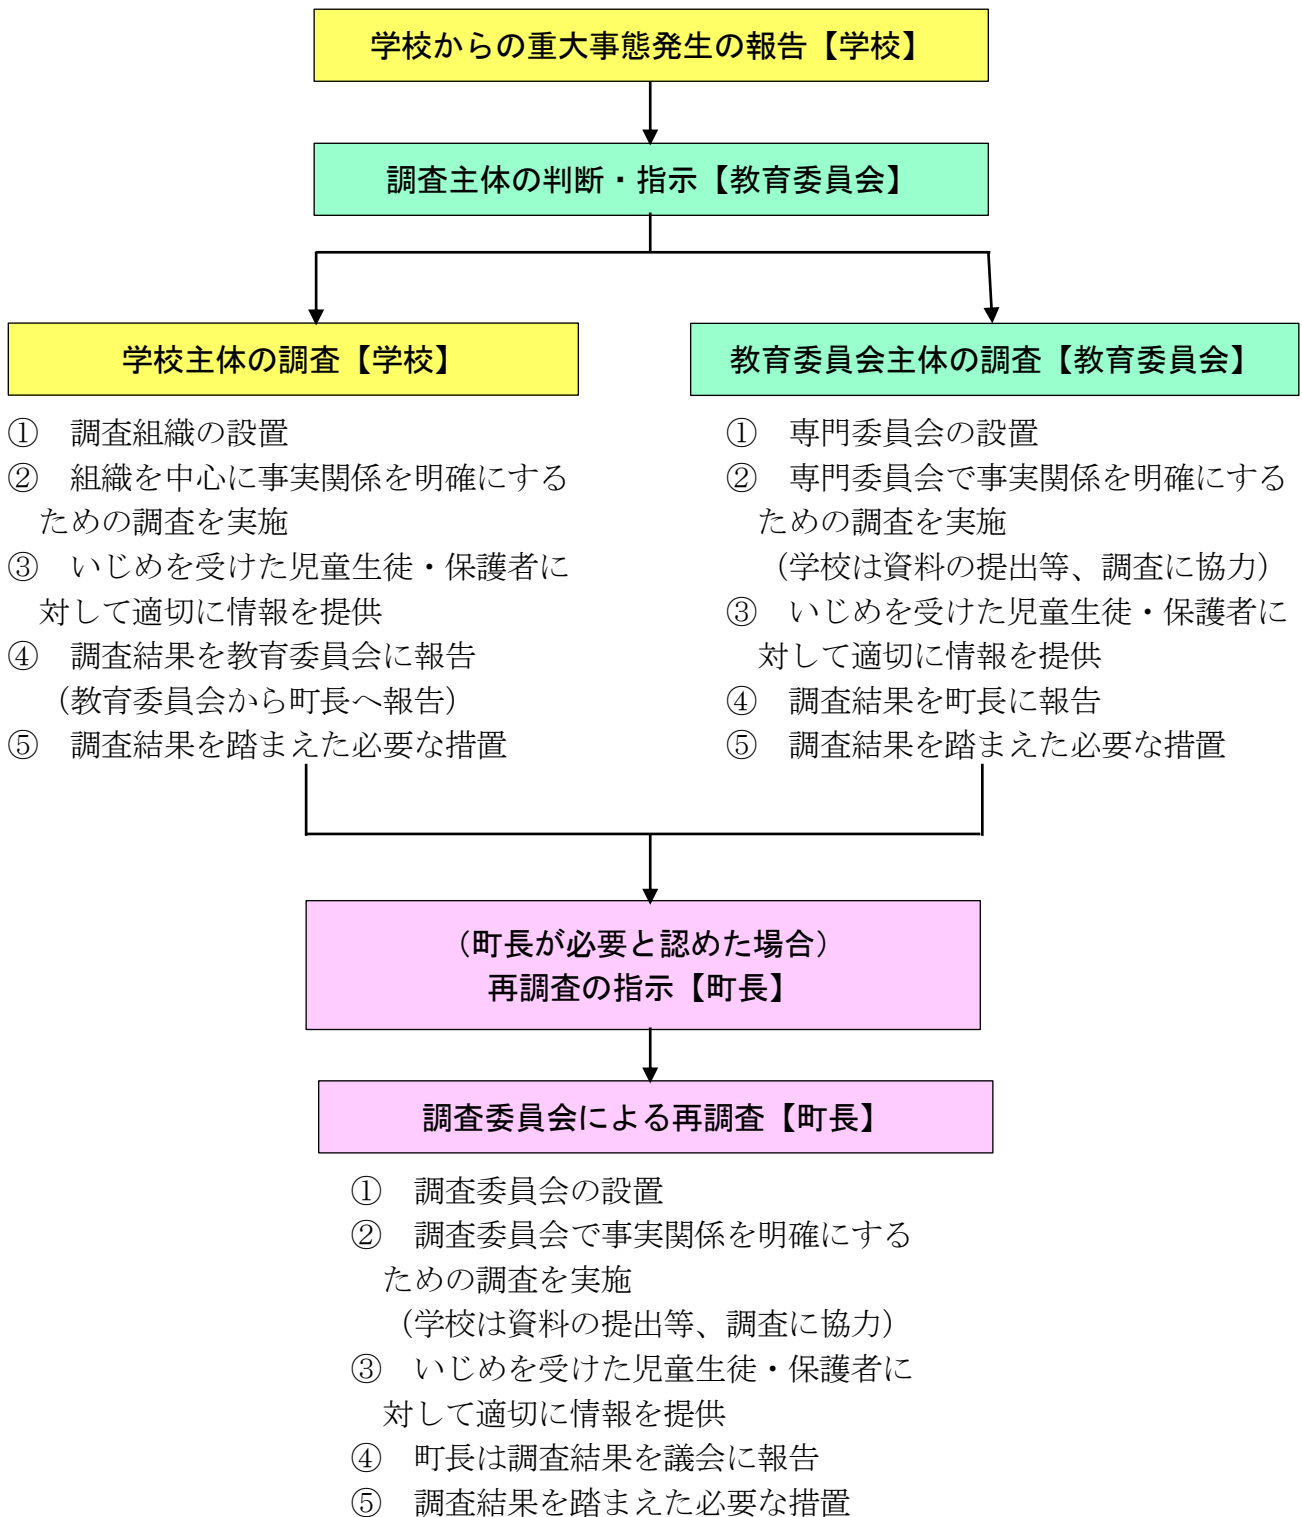 学校からの重大事態発生の報告【学校】
調査主体の判断・指示【教育委員会】
学校主体の調査【学校】
① 調査組織の設置
② 組織を中心に事実関係を明確にする
ための調査を実施
③ いじめを受けた児童生徒・保護者に
対して適切に情報を提供
④ 調査結果を教育委員会に報告
（教育委員会から町長へ報告）
⑤ 調査結果を踏まえた必要な措置
教育委員会主体の調査【教育委員会】
① 専門委員会の設置
② 専門委員会で事実関係を明確にする
ための調査を実施
（学校は資料の提出等、調査に協力）
③ いじめを受けた児童生徒・保護者に
対して適切に情報を提供
④ 調査結果を町長に報告
⑤ 調査結果を踏まえた必要な措置
（町長が必要と認めた場合）
再調査の指示【町長】
調査委員会による再調査【町長】
① 調査委員会の設置
② 調査委員会で事実関係を明確にする
ための調査を実施
（学校は資料の提出等、調査に協力）
③ いじめを受けた児童生徒・保護者に
対して適切に情報を提供
④ 町長は調査結果を議会に報告
⑤ 調査結果を踏まえた必要な措置